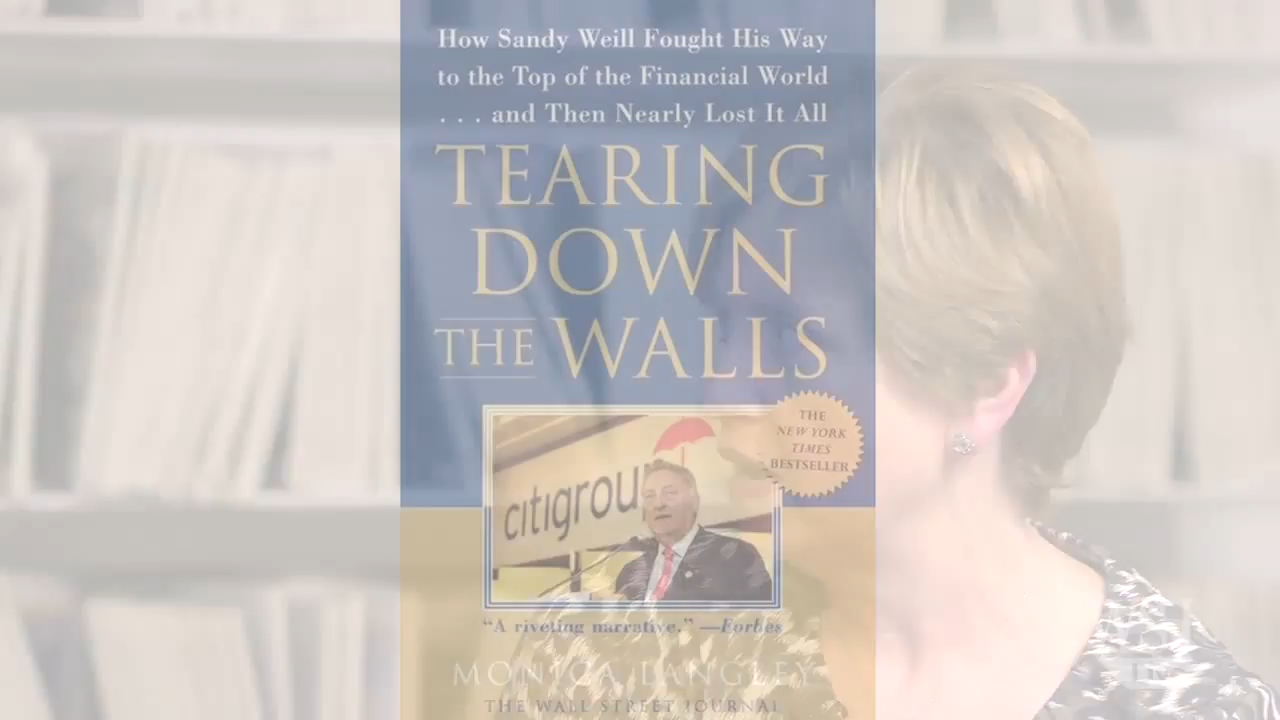 How Sandy Weill Fought His Way
to the Top of the Financial World
. . . and Then Nearly Lost It All
TEARING
DOWN
THE WALLS
THE
NEW YORK
TIMES
BESTSELLER
citigrou
“A riveting narrative.” —Forbes
MONICA LANGLEY
THE WALL STREET JOURNAL